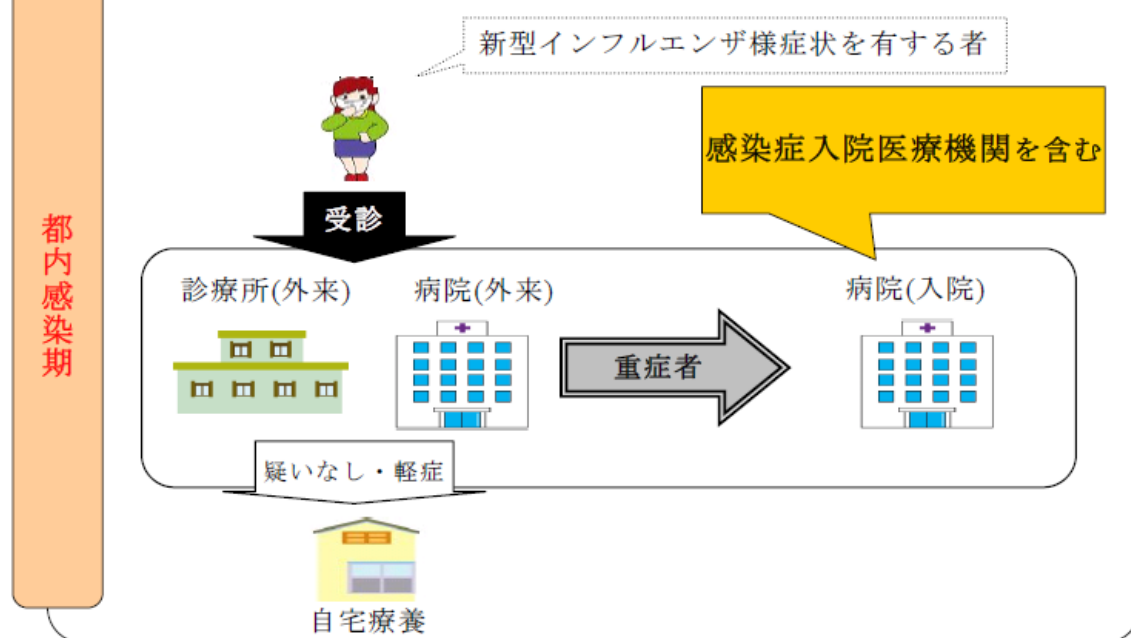 新型インフルエンザ様症状を有する者
感染症入院医療機関を含む
都内感染期
受診
診療所(外来)
病院(外来)
病院(入院)
重症者
疑いなし・軽症
自宅療養